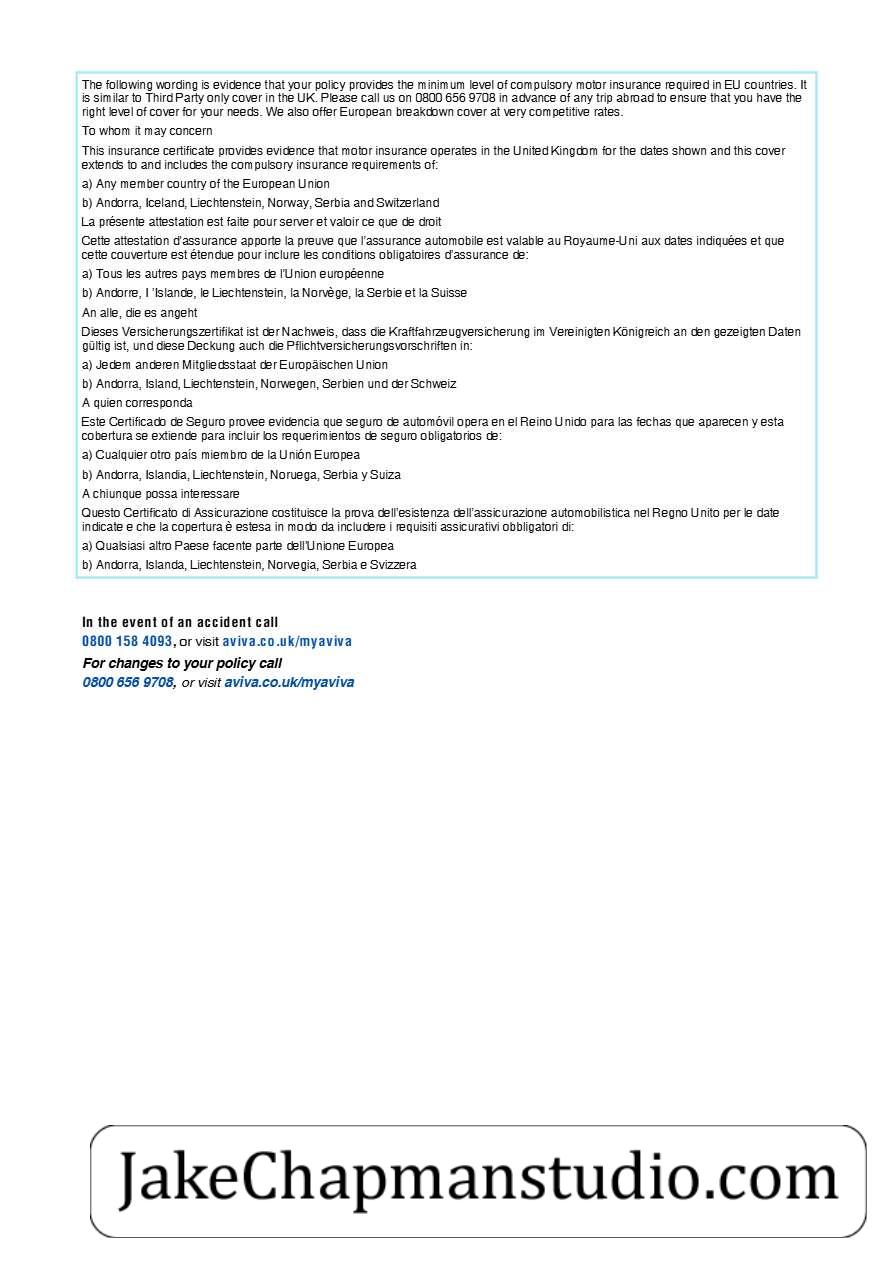 The following wording is evidence that your policy provides the minimum level of compulsory motor insurance required in EU countries. It
is similar to Third Party only cover in the UK. Please call us on 0800 656 9708 in advance of any trip abroad to ensure that you have the
right level of cover for your needs. We also offer European breakdown cover at very competitive rates.
To whom it may concern
This insurance certificate provides evidence that motor insurance operates in the United Kingdom for the dates shown and this cover
extends to and includes the compulsory insurance requirements of:
a) Any member country of the European Union
b) Andorra, Iceland, Liechtenstein, Norway, Serbia and Switzerland
La présente attestation est faite pour server et valoir ce que de droit
Cette attestation d'assurance apporte la preuve que l'assurance automobile est valable au Royaume-Uni aux dates indiquées et que
cette couverture est étendue pour inclure les conditions obligatoires d'assurance de:
a) Tous les autres pays membres de l'Union européenne
b) Andorre, I 'Islande, le Liechtenstein, la Norvège, la Serbie et la Suisse
An alle, die es angeht
Dieses Versicherungszertifikat ist der Nachweis, dass die Kraftfahrzeugversicherung im Vereinigten Königreich an den gezeigten Daten
gültig ist, und diese Deckung auch die Pflichtversicherungsvorschriften in:
a) Jedem anderen Mitgliedsstaat der Europäischen Union
b) Andorra, Island, Liechtenstein, Norwegen, Serbien und der Schweiz
A quien corresponda
Este Certificado de Seguro provee evidencia que seguro de automóvil opera en el Reino Unido para las fechas que aparecen y esta
cobertura se extiende para incluir los requerimientos de seguro obligatorios de:
a) Cualquier otro país miembro de la Unión Europea
b) Andorra, Islandia, Liechtenstein, Noruega, Serbia y Suiza
A chiunque possa interessare
Questo Certificato di Assicurazione costituisce la prova dell'esistenza dell'assicurazione automobilistica nel Regno Unito per le date
indicate e che la copertura è estesa in modo da includere i requisiti assicurativi obbligatori di:
a) Qualsiasi altro Paese facente parte dell'Unione Europea
b) Andorra, Islanda, Liechtenstein, Norvegia, Serbia e Svizzera
In the event of an accident call
0800 158 4093, or visit aviva.co.uk/myaviva
For changes to your policy call
0800 656 9708, or visit aviva.co.uk/myaviva
JakeChapmanstudio.com